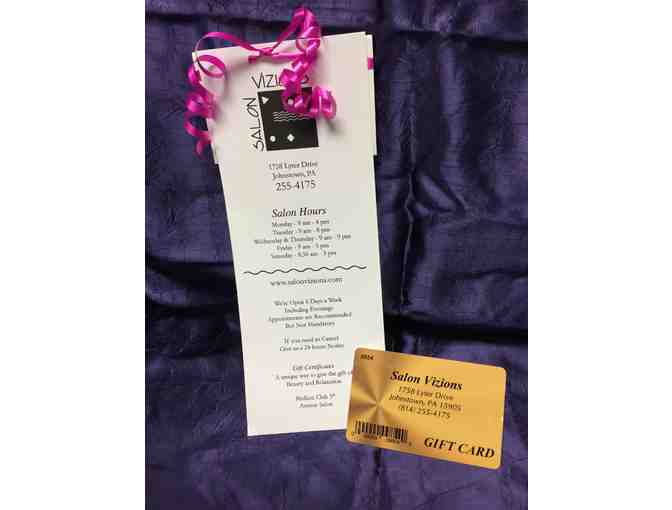 SALON
VIZIONS
1758 Lyter Drive
Johnstown, PA
255-4175
Salon Hours
Monday - 9 am - 4 pm
Tuesday - 9 am - 8 pm
Wednesday & Thursday - 9 am - 9 pm
Friday - 9 am - 5 pm
Saturday - 8:30 am - 3 pm
www.salonvizions.com
We're Open 6 Days a Week
Including Evenings
Appointments are Recommended
But Not Mandatory
If you need to Cancel
Give us a 24 hours Notice
Gift Certificates
A unique way to give the gift of
Beauty and Relaxation
Redken Club 5th
Avenue Salon
Salon Vizions
1758 Lyter Drive
Johnstown, PA 15905
(814) 255-4175
GIFT CARD